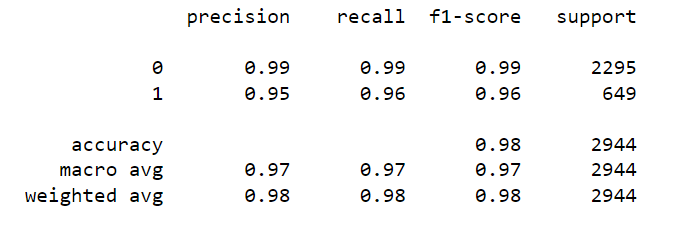 precision recall f1-score support
0 0.99 0.99 0.99 2295
1 0.95 0.96 0.96 649
accuracy 0.98 2944
macro avg 0.97 0.97 0.97 2944
weighted avg 0.98 0.98 0.98 2944